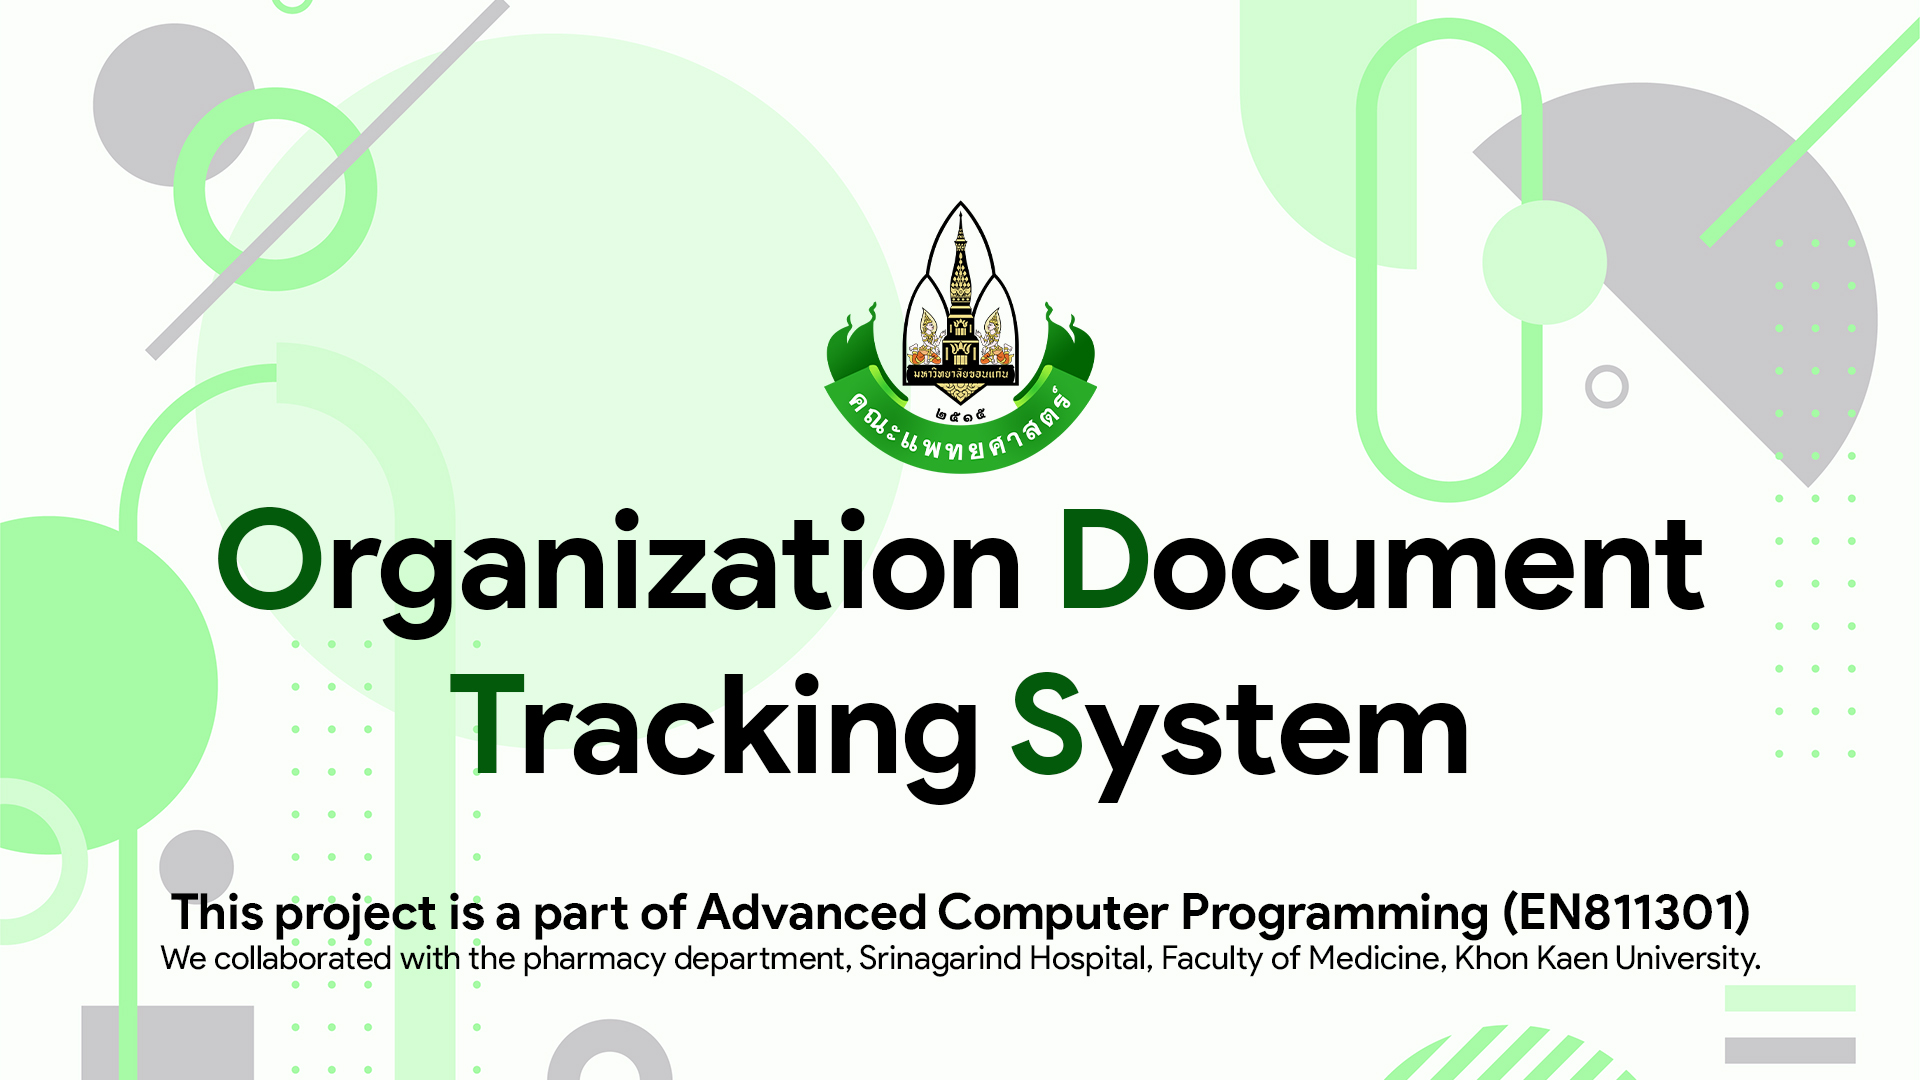 มหาวิทยาลัยขอนแก่น
๒๕๑๕
คณะแพทยศาสตร์
Organization Document
Tracking System
This project is a part of Advanced Computer Programming (EN811301)
We collaborated with the pharmacy department, Srinagarind Hospital, Faculty of Medicine, Khon Kaen University.